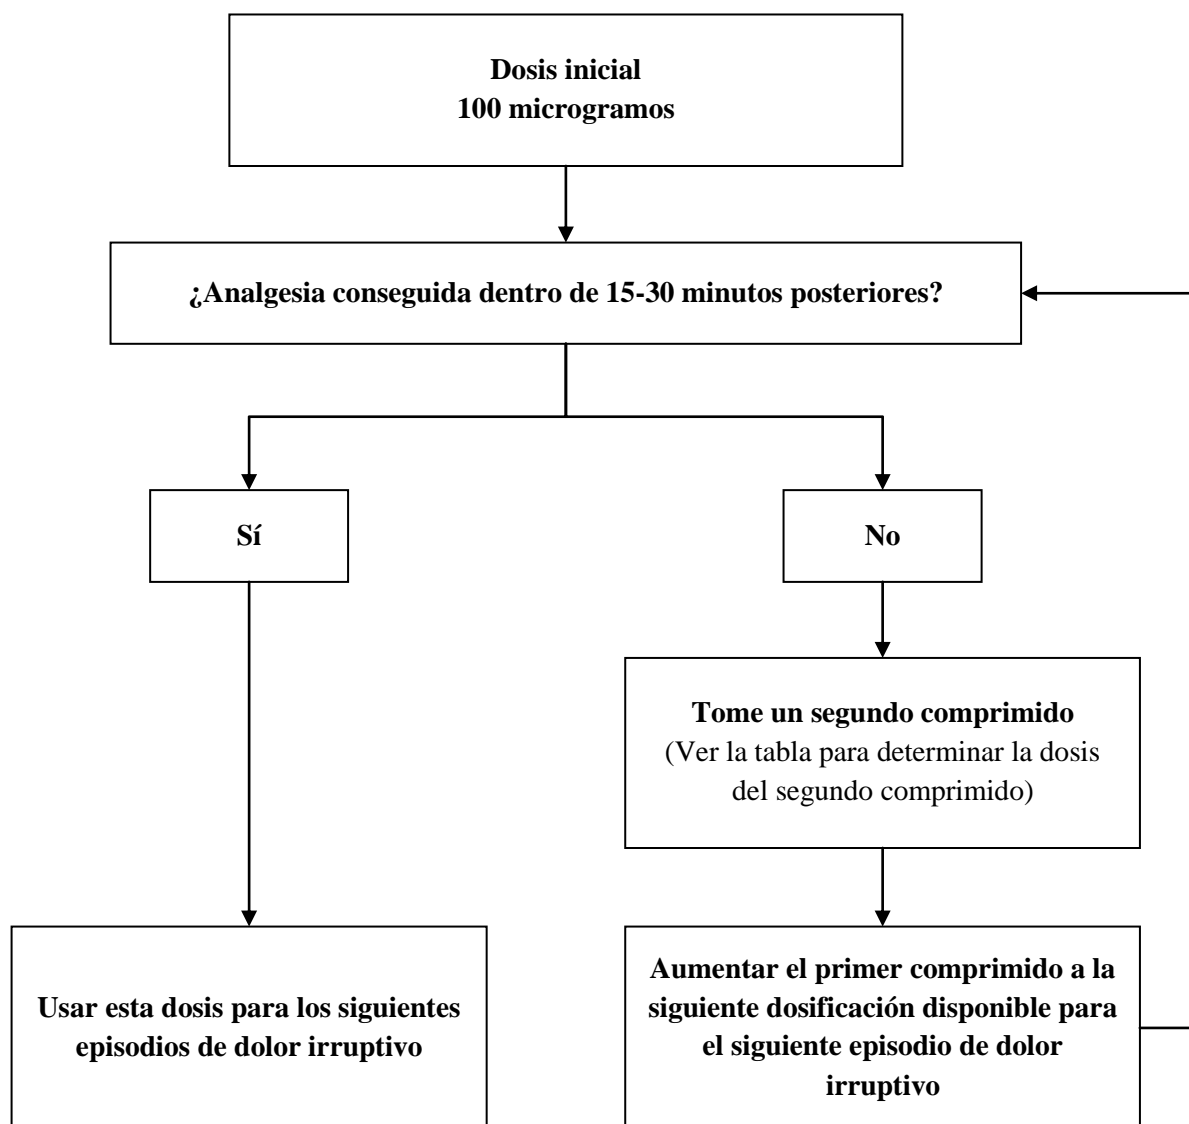 Dosis inicial
100 microgramos
¿Analgesia conseguida dentro de 15-30 minutos posteriores?
Sí
No
Tome un segundo comprimido
(Ver la tabla para determinar la dosis
del segundo comprimido)
Usar esta dosis para los siguientes
episodios de dolor irruptivo
Aumentar el primer comprimido a la
siguiente dosificación disponible para
el siguiente episodio de dolor
irruptivo